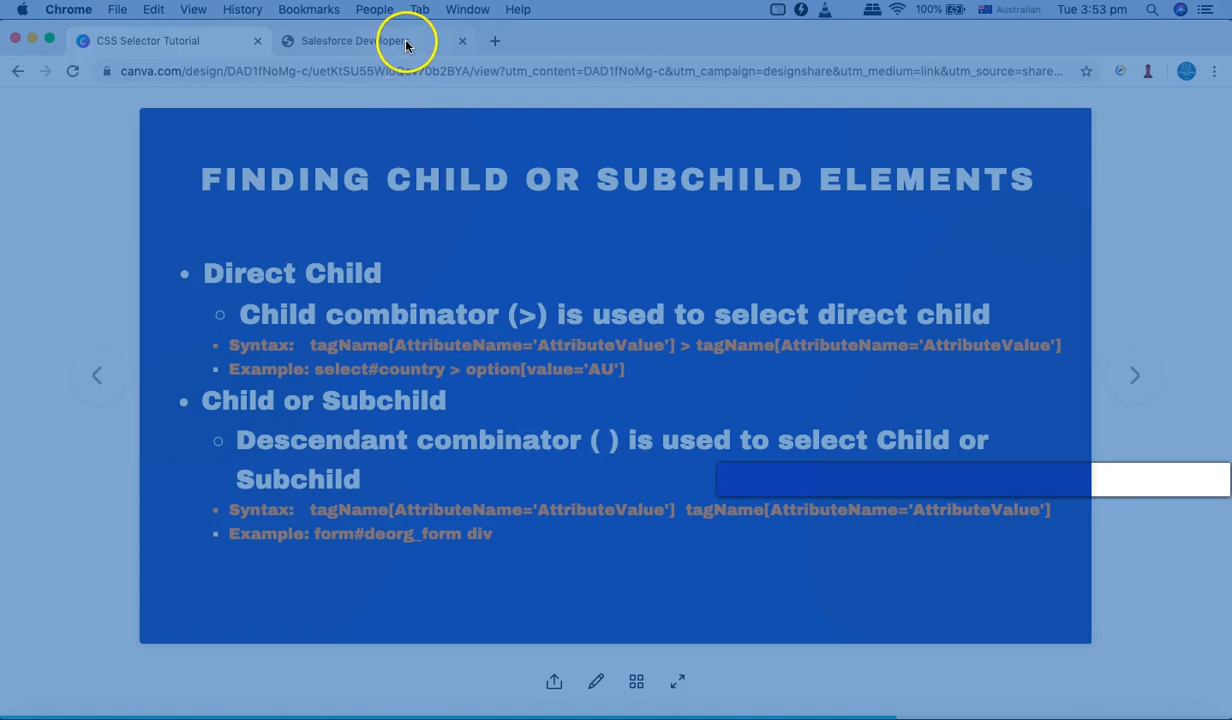 Chrome File Edit View History Bookmarks People Tab Window Help 100% Australian Tue 3:53 pm
CSS Selector Tutorial Salesforce Developers
canva.com/design/DAD1fNoMg-c/
view?utm_content=DAD1fNoMg-c&utm_campaign=designshare&utm_medium=link&utm_source=share...
FINDING CHILD OR SUBCHILD ELEMENTS
• Direct Child
○ Child combinator (>) is used to select direct child
▪ Syntax: tagName[AttributeName='AttributeValue'] > tagName[AttributeName='AttributeValue']
▪ Example: select#country > option[value='AU']
• Child or Subchild
○ Descendant combinator ( ) is used to select Child or
Subchild
▪ Syntax: tagName[AttributeName='AttributeValue'] tagName[AttributeName='AttributeValue']
▪ Example: form#deorg_form div